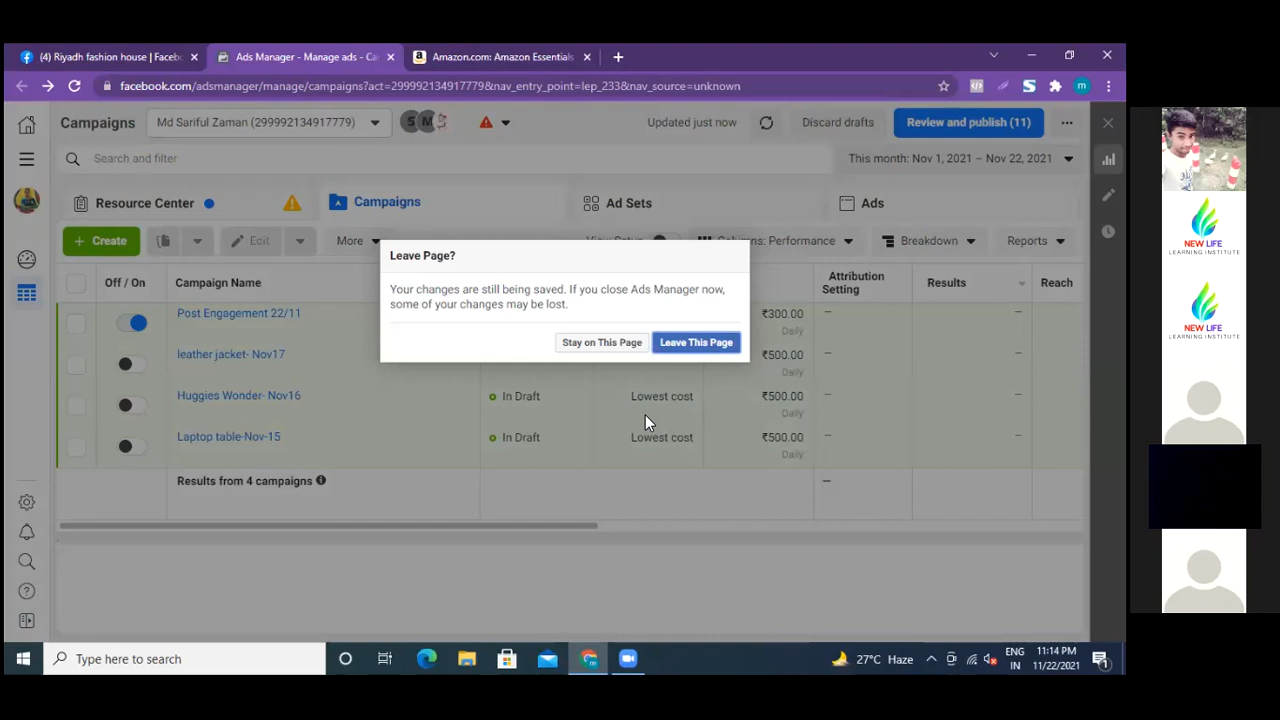 (4) Riyadh fashion house | Faceb
Ads Manager - Manage ads - Ca
Amazon.com: Amazon Essentials
facebook.com/adsmanager/manage/campaigns?act=299992134917779&nav_entry_point=lep_233&nav_source=unknown
m
Campaigns
Md Sariful Zaman (299992134917779)
S M
Updated just now
Discard drafts
Review and publish (11)
Search and filter
This month: Nov 1, 2021 – Nov 22, 2021
Resource Center
Campaigns
Ad Sets
Ads
+ Create
Edit
More
View Setup
Columns: Performance
Breakdown
Reports
Off / On
Campaign Name
Attribution Setting
Results
Reach
Leave Page?
Your changes are still being saved. If you close Ads Manager now,
some of your changes may be lost.
Stay on This Page
Leave This Page
Post Engagement 22/11
₹300.00
Daily
leather jacket- Nov17
₹500.00
Daily
Huggies Wonder- Nov16
In Draft
Lowest cost
₹500.00
Daily
Laptop table-Nov-15
In Draft
Lowest cost
₹500.00
Daily
Results from 4 campaigns
NEW LIFE
LEARNING INSTITUTE
NEW LIFE
LEARNING INSTITUTE
Type here to search
27°C Haze
ENG
IN
11:14 PM
11/22/2021
1